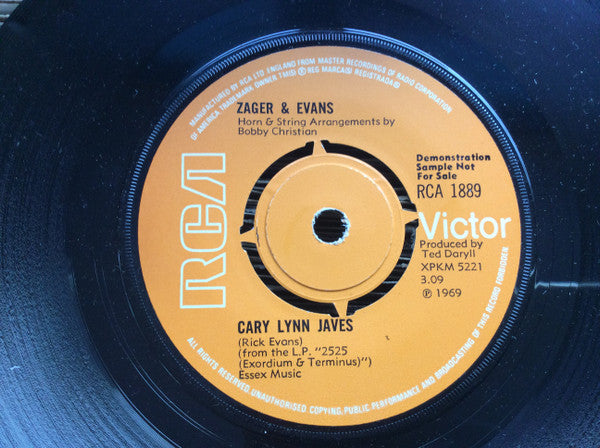 MANUFACTURED BY RCA LTD. ENGLAND FROM MASTER RECORDINGS OF RADIO CORPORATION
OF AMERICA.TRADEMARK OWNER TM(S) ® REG MARCA(S) REGISTRADA(S)
ZAGER & EVANS
Horn & String Arrangements by
Bobby Christian
Demonstration
Sample Not
For Sale
RCA 1889
RCA
Victor
Produced by
Ted Daryll
XPKM 5221
3.09
℗ 1969
CARY LYNN JAVES
(Rick Evans)
(from the L.P. "2525
(Exordium & Terminus)")
Essex Music
ALL RIGHTS RESERVED. UNAUTHORISED COPYING, PUBLIC PERFORMANCE AND BROADCASTING OF THIS RECORD FORBIDDEN